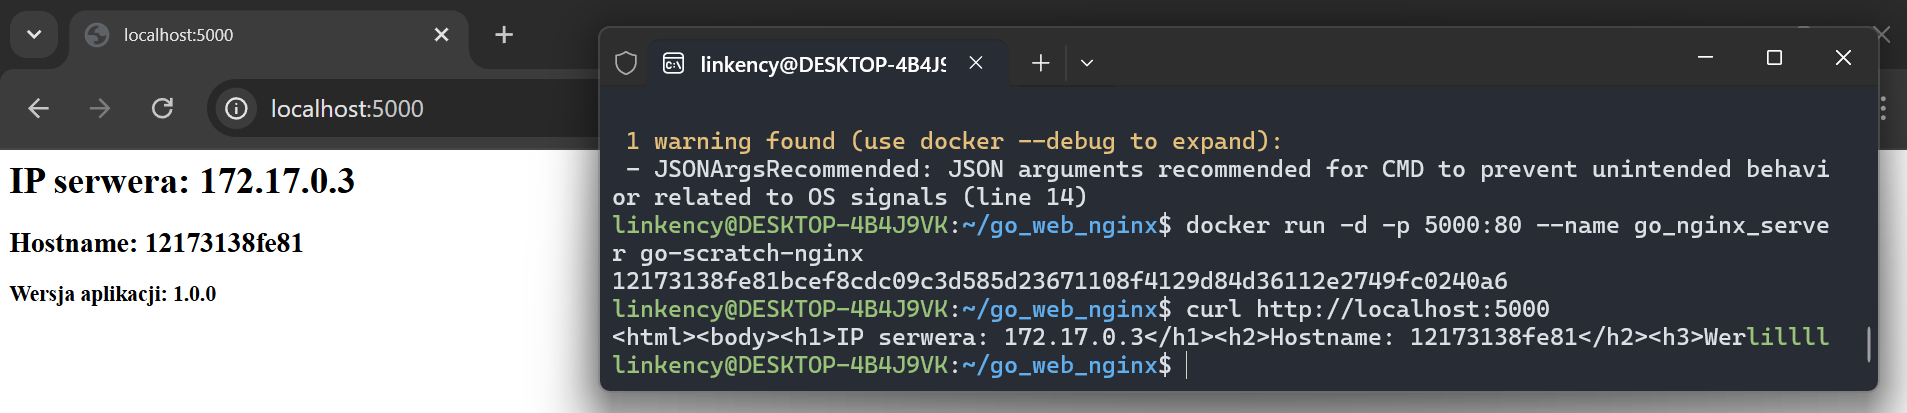 localhost:5000
localhost:5000
IP serwera: 172.17.0.3
Hostname: 12173138fe81
Wersja aplikacji: 1.0.0
linkency@DESKTOP-4B4J9
1 warning found (use docker --debug to expand):
- JSONArgsRecommended: JSON arguments recommended for CMD to prevent unintended behavi
or related to OS signals (line 14)
linkency@DESKTOP-4B4J9VK:~/go_web_nginx$ docker run -d -p 5000:80 --name go_nginx_serve
r go-scratch-nginx
12173138fe81bcef8cdc09c3d585d23671108f4129d84d36112e2749fc0240a6
linkency@DESKTOP-4B4J9VK:~/go_web_nginx$ curl http://localhost:5000
<html><body><h1>IP serwera: 172.17.0.3</h1><h2>Hostname: 12173138fe81</h2><h3>Werlillll
linkency@DESKTOP-4B4J9VK:~/go_web_nginx$